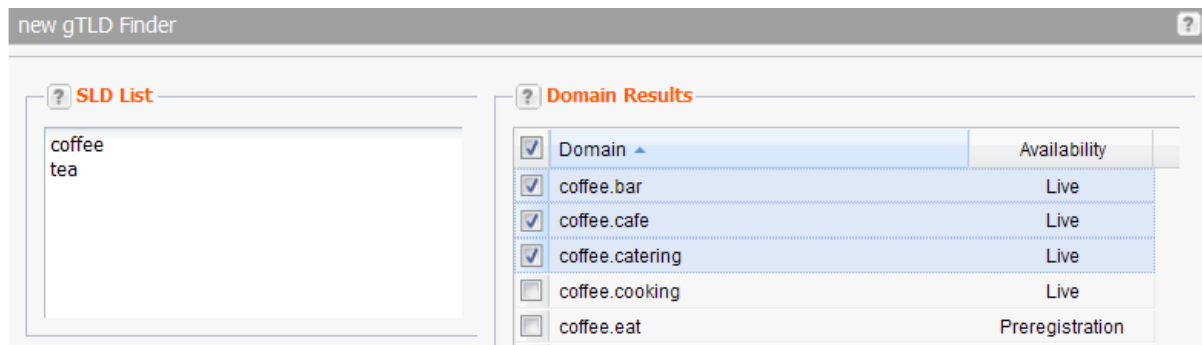 new gTLD Finder ?
? SLD List
coffee
tea
? Domain Results
Domain Availability
coffee.bar Live
coffee.cafe Live
coffee.catering Live
coffee.cooking Live
coffee.eat Preregistration